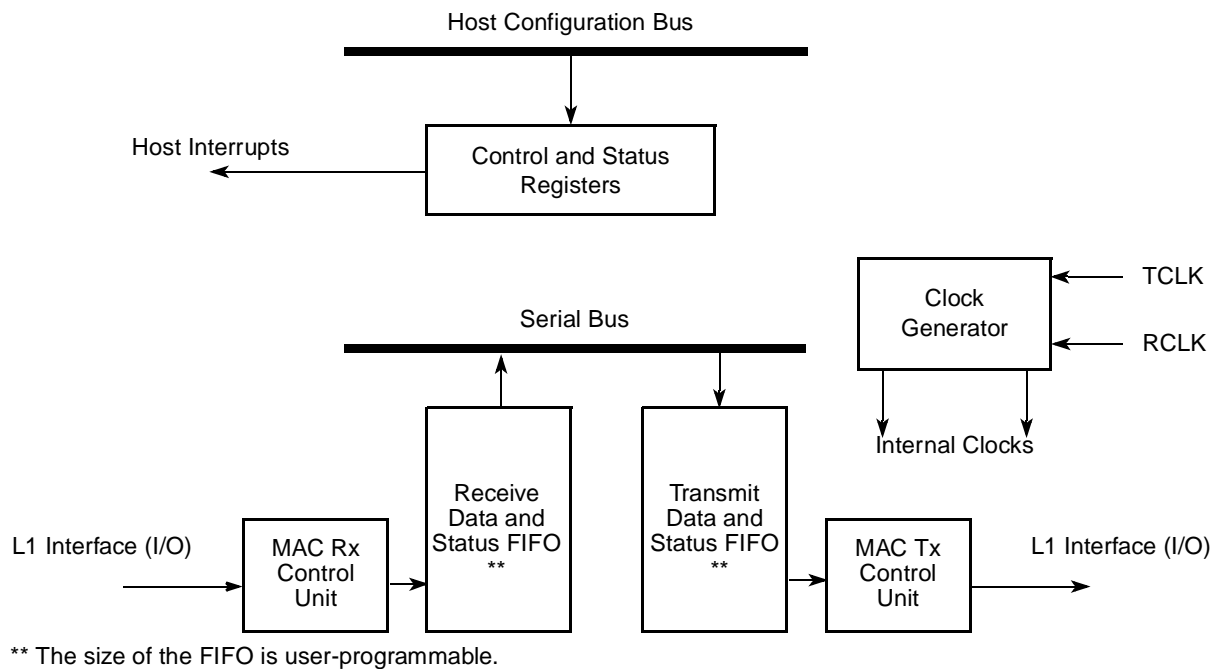 Host Configuration Bus
Host Interrupts
Control and Status
Registers
Clock
Generator
TCLK
RCLK
Internal Clocks
Serial Bus
L1 Interface (I/O)
MAC Rx
Control
Unit
Receive
Data and
Status FIFO
**
Transmit
Data and
Status FIFO
**
MAC Tx
Control
Unit
L1 Interface (I/O)
** The size of the FIFO is user-programmable.